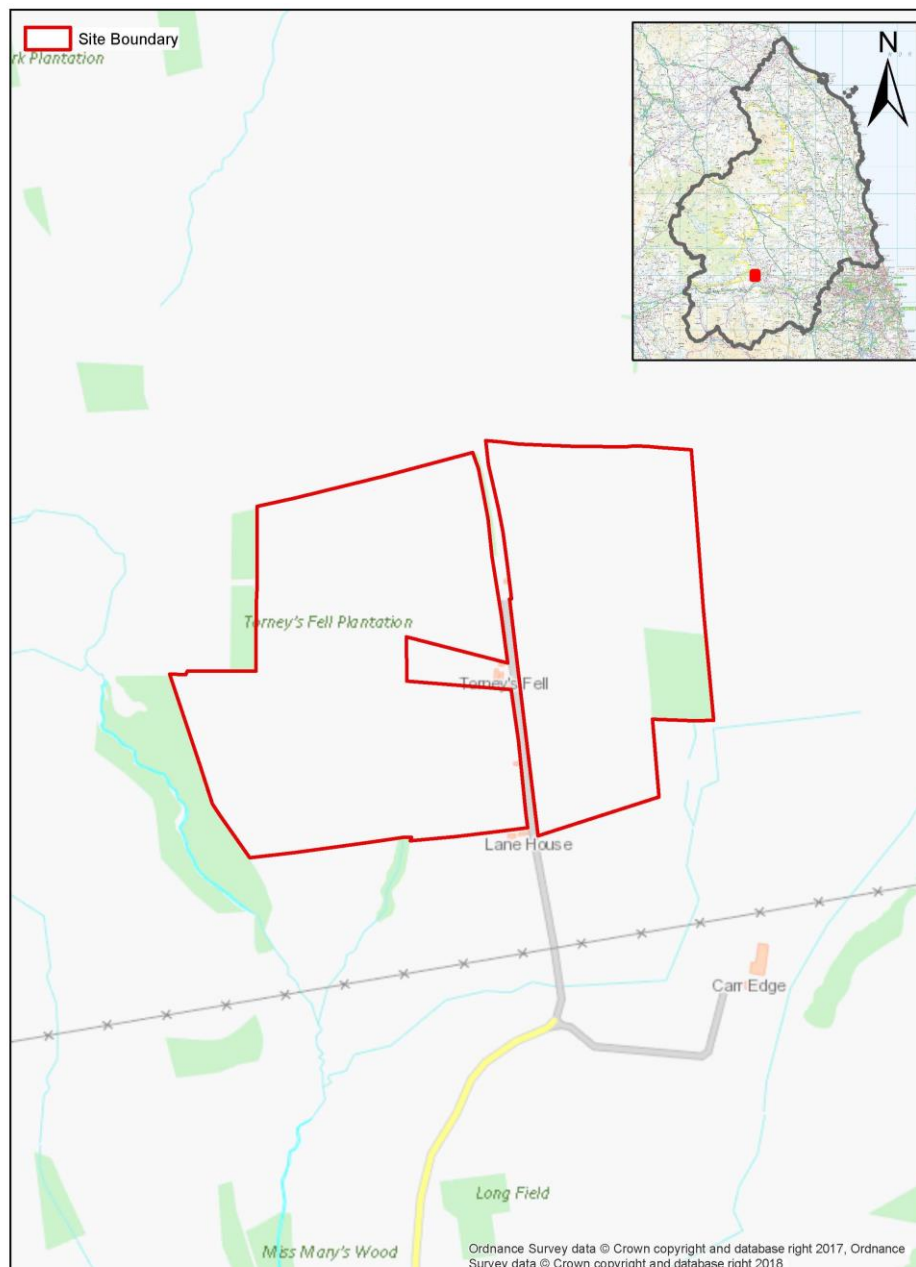 Site Boundary
rk Plantation
N
Torney's Fell Plantation
Torney's Fell
Lane House
Carr Edge
Long Field
Miss Mary's Wood
Ordnance Survey data © Crown copyright and database right 2017, Ordnance
Survey data © Crown copyright and database right 2018